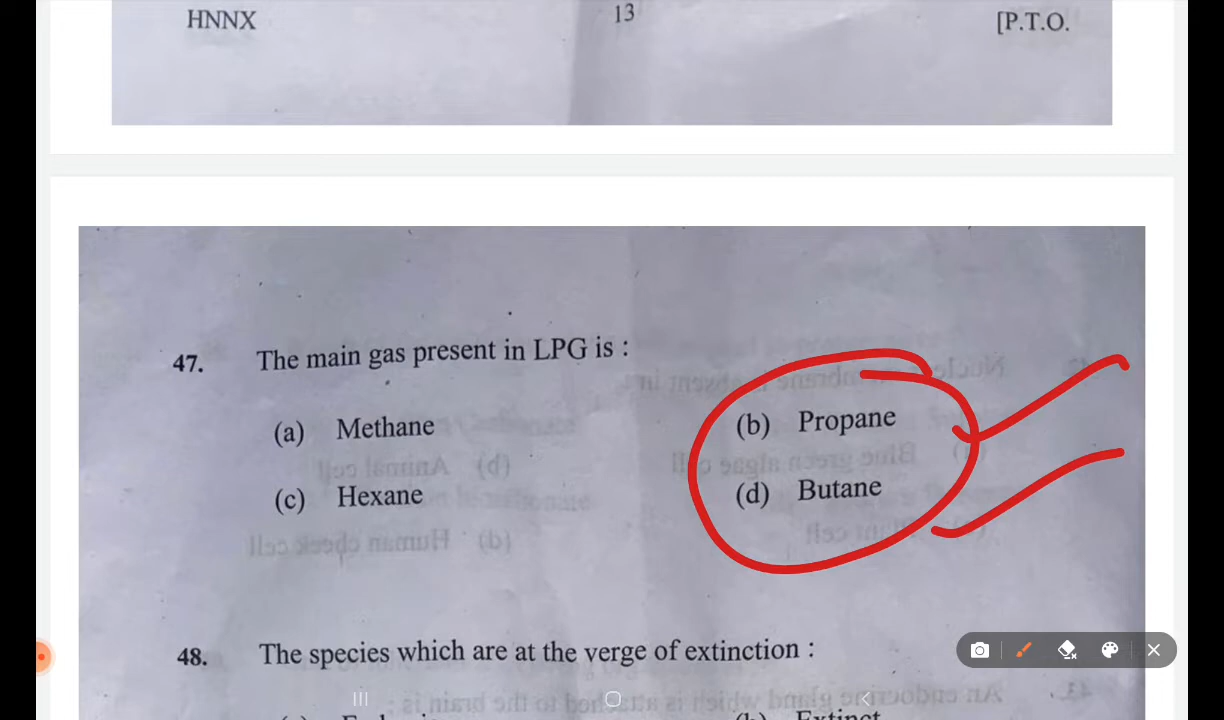 HNNX 13 [P.T.O.
47. The main gas present in LPG is :
(a) Methane (b) Propane
(c) Hexane (d) Butane
48. The species which are at the verge of extinction :
Extinct